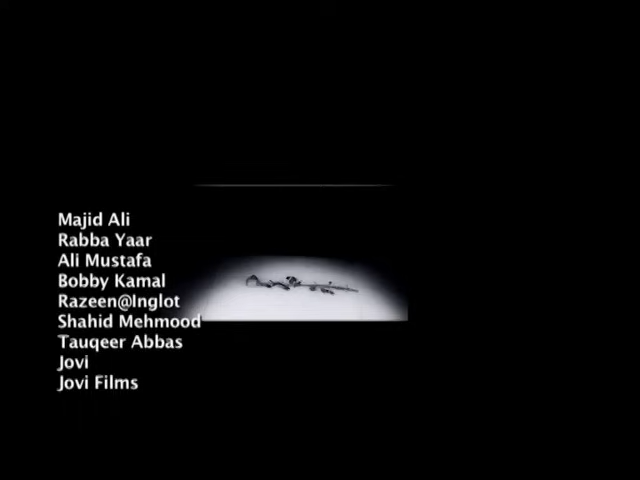 Majid Ali
Rabba Yaar
Ali Mustafa
Bobby Kamal
Razeen@Inglot
Shahid Mehmood
Tauqeer Abbas
Jovi
Jovi Films